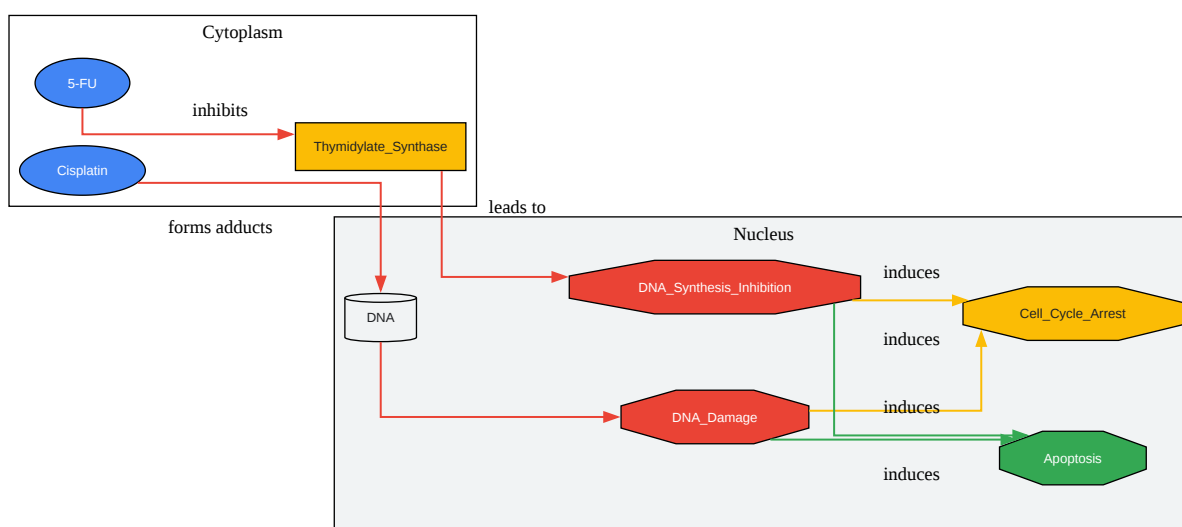 Cytoplasm
5-FU
inhibits
Thymidylate_Synthase
Cisplatin
leads to
forms adducts
Nucleus
induces
DNA_Synthesis_Inhibition
Cell_Cycle_Arrest
DNA
induces
induces
DNA_Damage
Apoptosis
induces